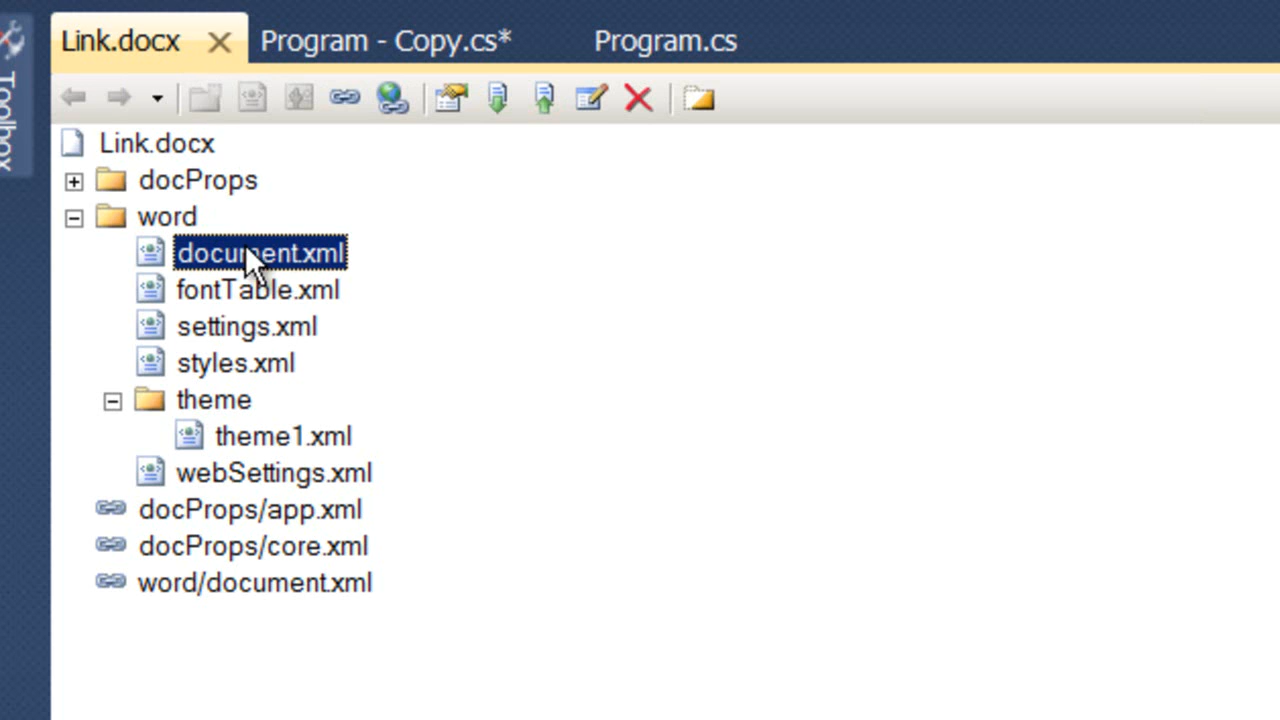 Link.docx Program - Copy.cs* Program.cs
Toolbox
Link.docx
docProps
word
document.xml
fontTable.xml
settings.xml
styles.xml
theme
theme1.xml
webSettings.xml
docProps/app.xml
docProps/core.xml
word/document.xml